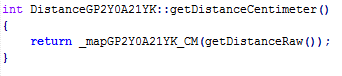 int DistanceGP2Y0A21YK::getDistanceCentimeter()
{
    return _mapGP2Y0A21YK_CM(getDistanceRaw());
}